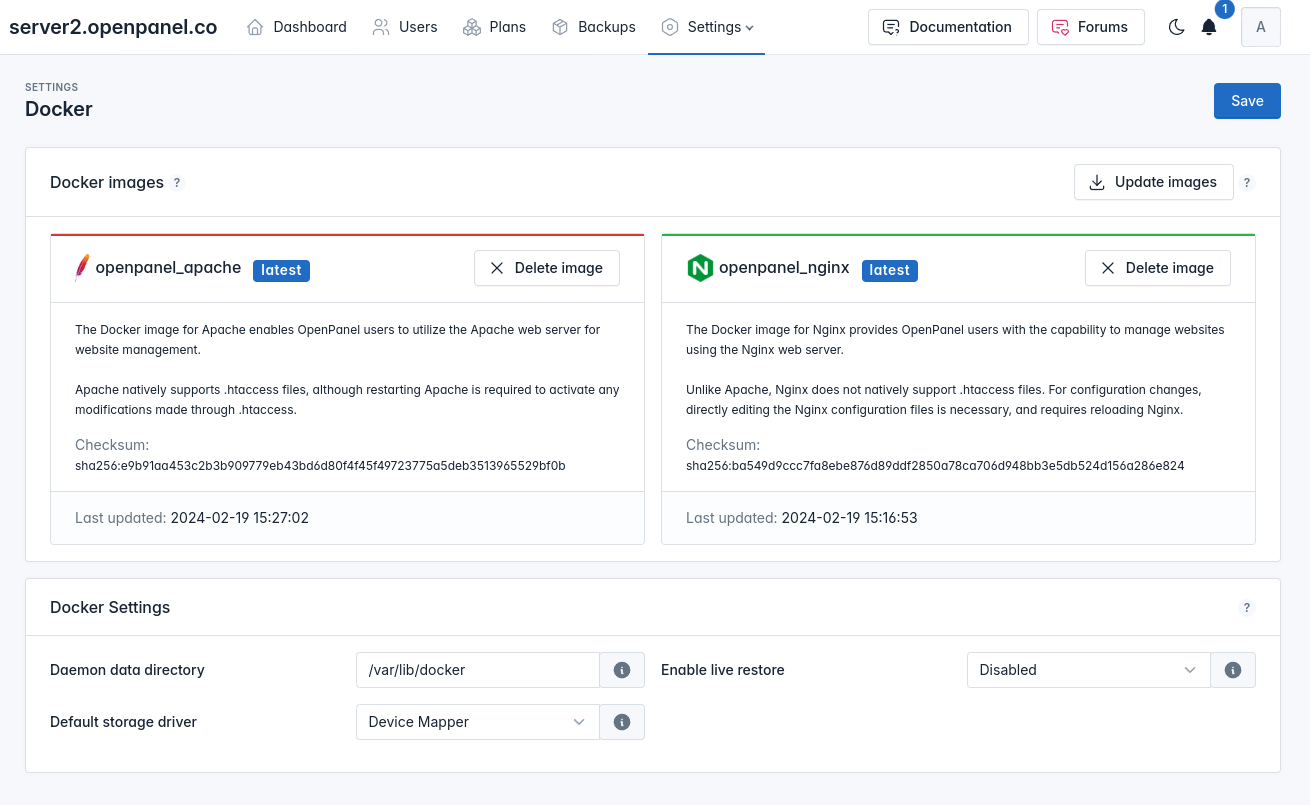 server2.openpanel.co Dashboard Users Plans Backups Settings Documentation Forums 1 A
SETTINGS
Docker
Save
Docker images ?
Update images ?
openpanel_apache latest Delete image
The Docker image for Apache enables OpenPanel users to utilize the Apache web server for
website management.
Apache natively supports .htaccess files, although restarting Apache is required to activate any
modifications made through .htaccess.
Checksum:
sha256:e9b91aa453c2b3b909779eb43bd6d80f4f45f49723775a5deb3513965529bf0b
Last updated: 2024-02-19 15:27:02
openpanel_nginx latest Delete image
The Docker image for Nginx provides OpenPanel users with the capability to manage websites
using the Nginx web server.
Unlike Apache, Nginx does not natively support .htaccess files. For configuration changes,
directly editing the Nginx configuration files is necessary, and requires reloading Nginx.
Checksum:
sha256:ba549d9ccc7fa8ebe876d89ddf2850a78ca706d948bb3e5db524d156a286e824
Last updated: 2024-02-19 15:16:53
Docker Settings ?
Daemon data directory /var/lib/docker
Enable live restore Disabled
Default storage driver Device Mapper